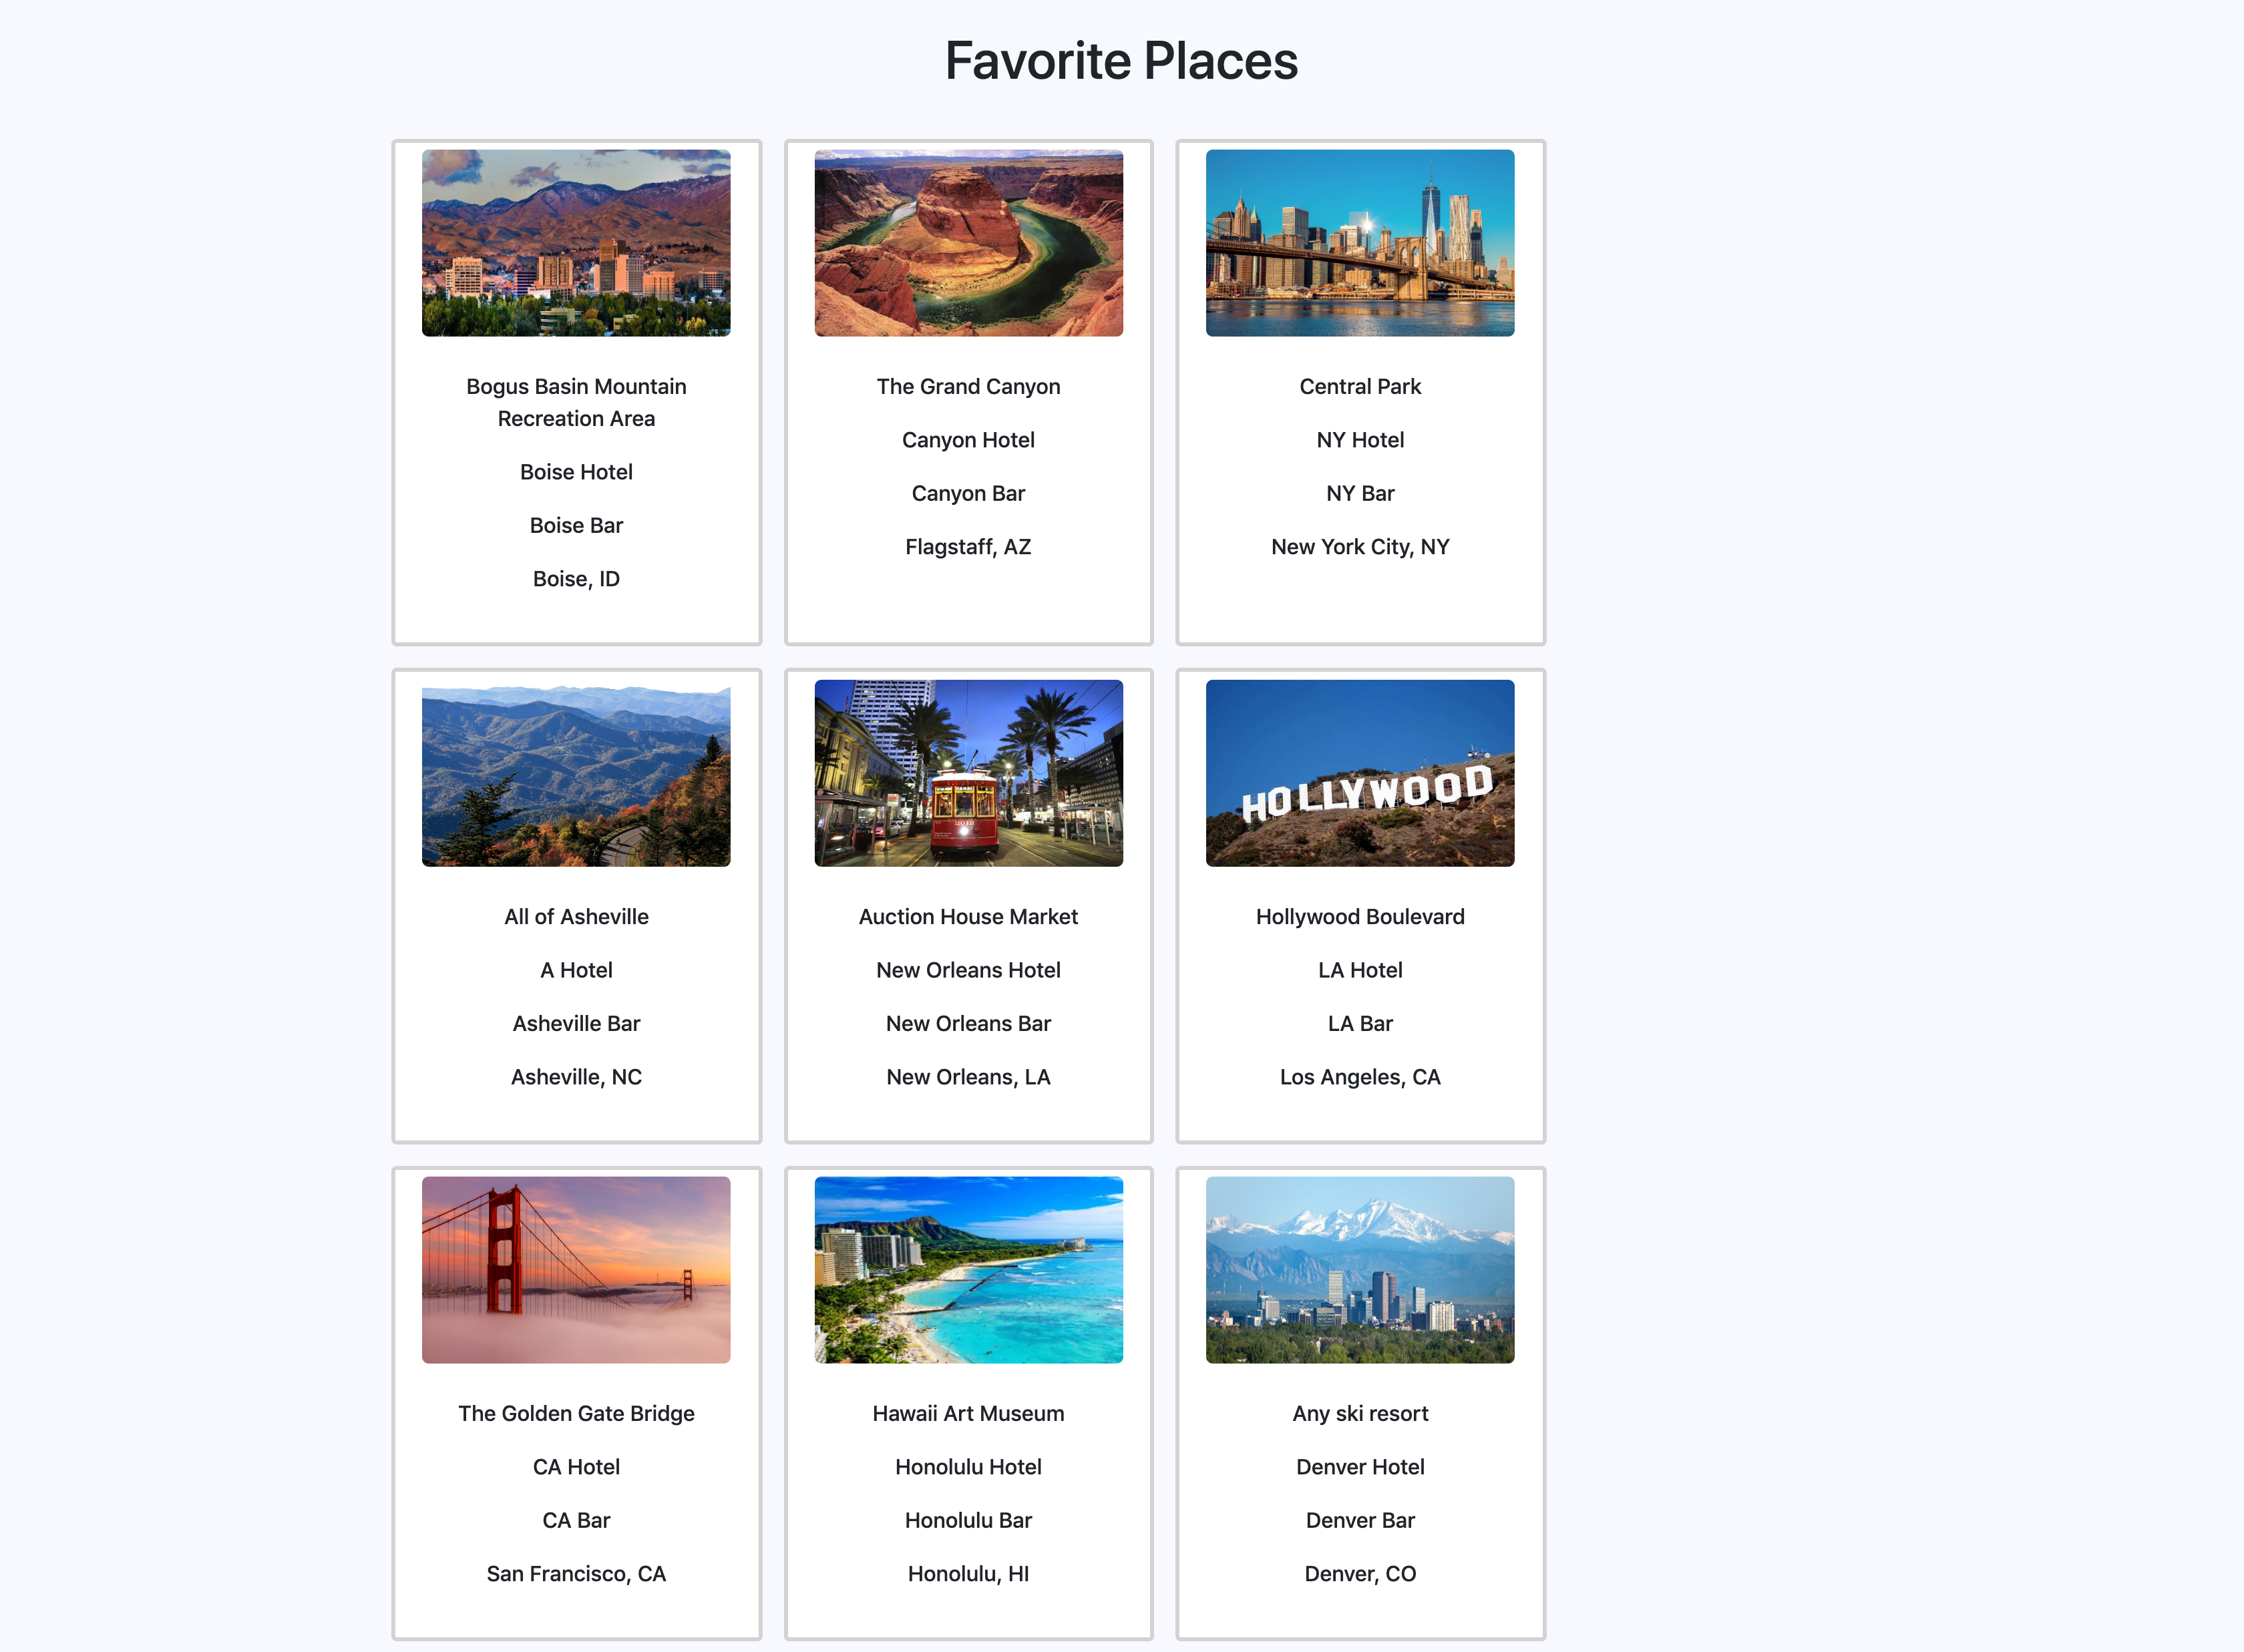 Favorite Places
Bogus Basin Mountain
Recreation Area
Boise Hotel
Boise Bar
Boise, ID
The Grand Canyon
Canyon Hotel
Canyon Bar
Flagstaff, AZ
Central Park
NY Hotel
NY Bar
New York City, NY
All of Asheville
A Hotel
Asheville Bar
Asheville, NC
Auction House Market
New Orleans Hotel
New Orleans Bar
New Orleans, LA
HOLLYWOOD
Hollywood Boulevard
LA Hotel
LA Bar
Los Angeles, CA
The Golden Gate Bridge
CA Hotel
CA Bar
San Francisco, CA
Hawaii Art Museum
Honolulu Hotel
Honolulu Bar
Honolulu, HI
Any ski resort
Denver Hotel
Denver Bar
Denver, CO